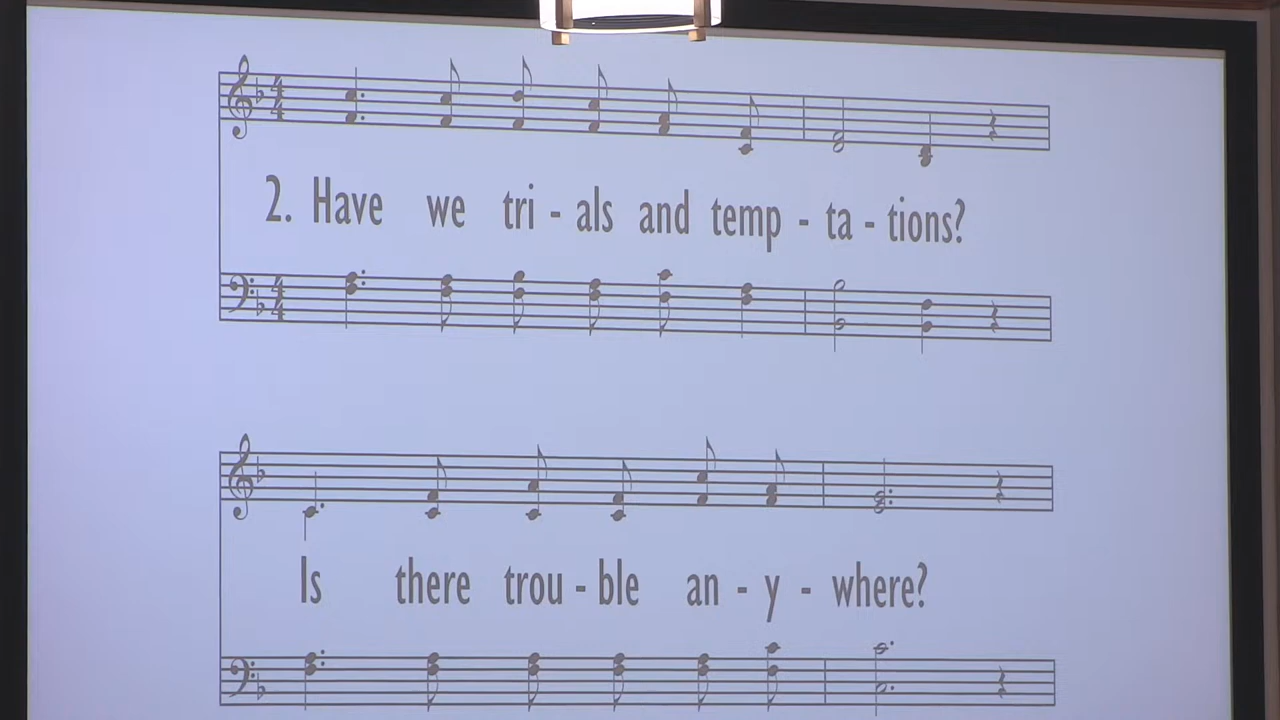 2. Have we tri - als and temp - ta - tions?
Is there trou - ble an - y - where?